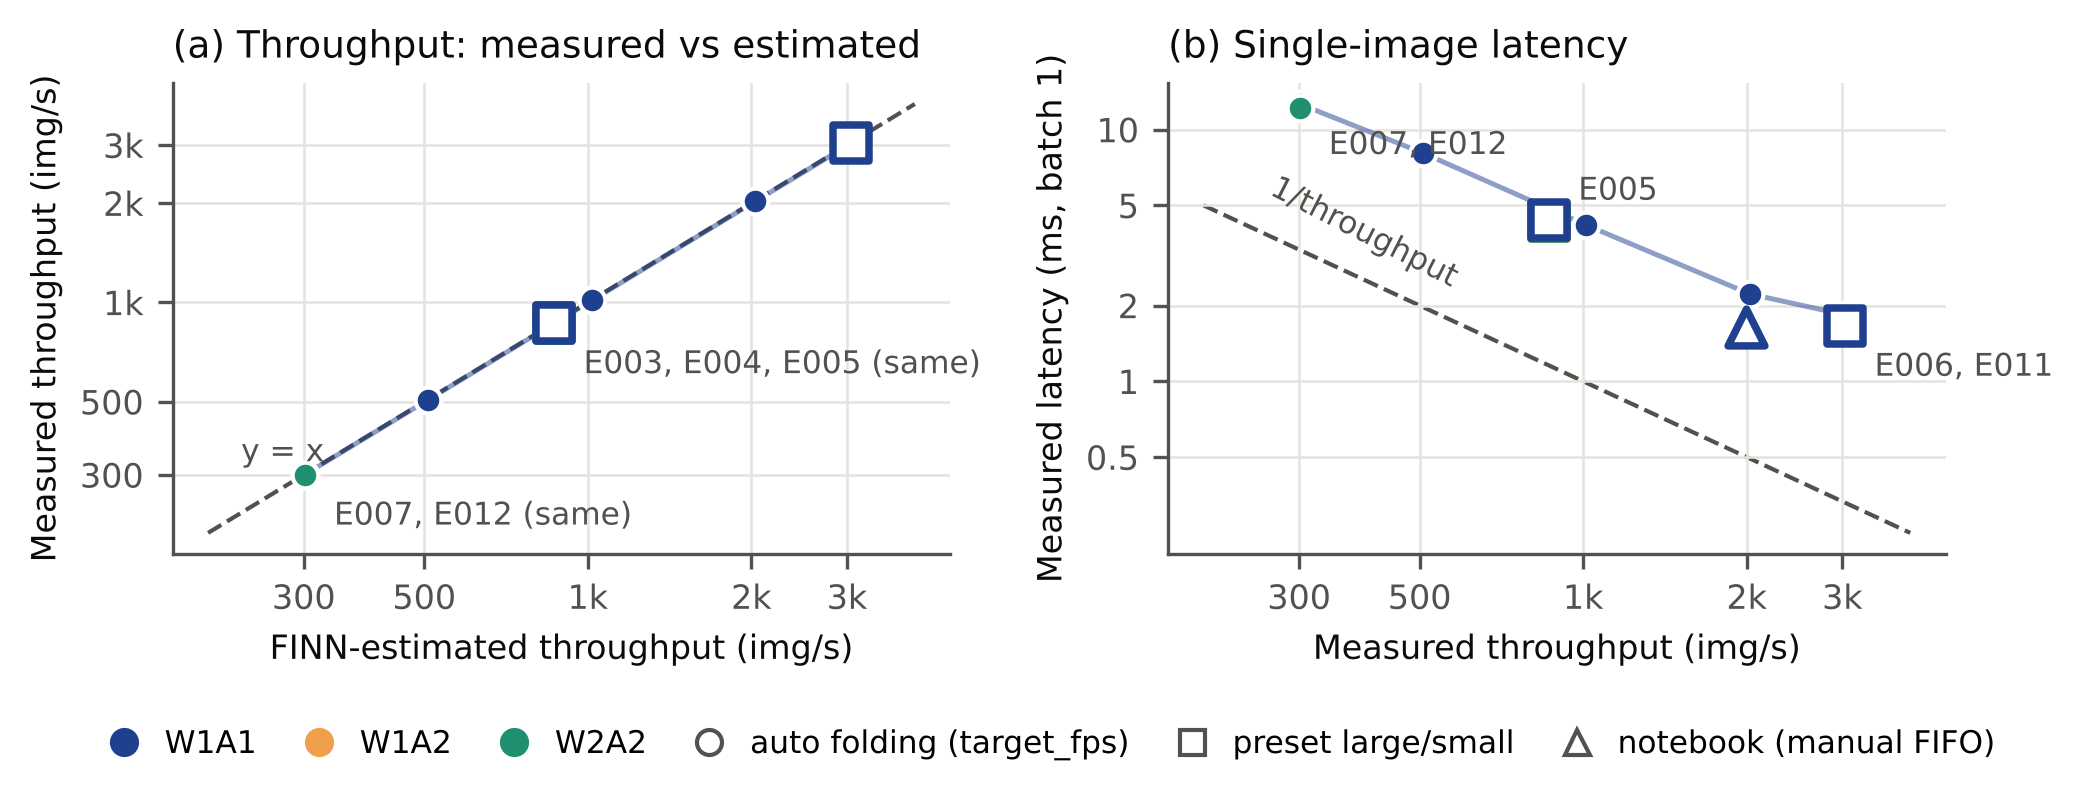 (a) Throughput: measured vs estimated
Measured throughput (img/s)
3k
2k
1k
500
300
y = x
E003, E004, E005 (same)
E007, E012 (same)
300 500 1k 2k 3k
FINN-estimated throughput (img/s)
(b) Single-image latency
Measured latency (ms, batch 1)
10
5
2
1
0.5
E007, E012
E005
1/throughput
E006, E011
300 500 1k 2k 3k
Measured throughput (img/s)
W1A1 W1A2 W2A2 auto folding (target_fps) preset large/small notebook (manual FIFO)